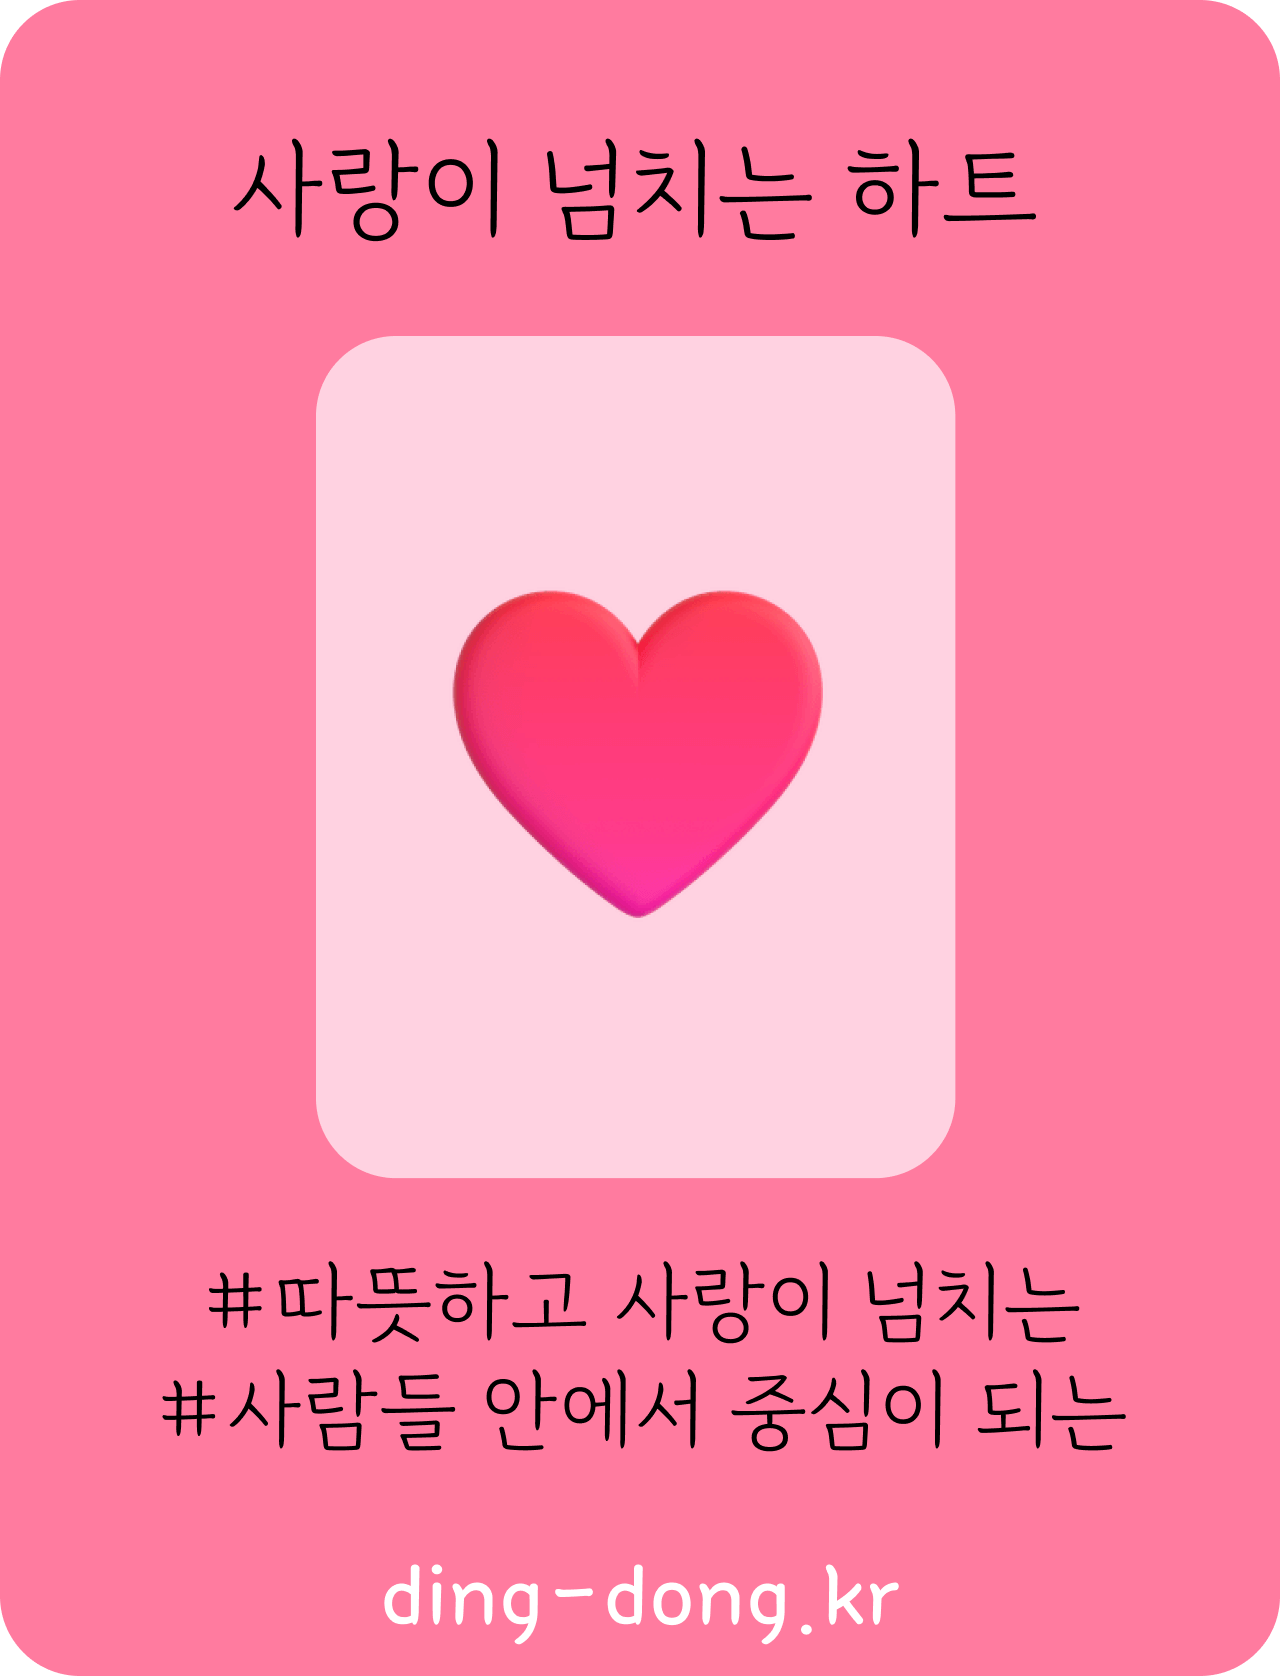 사랑이 넘치는 하트
#따뜻하고 사랑이 넘치는
#사람들 안에서 중심이 되는
ding-dong.kr